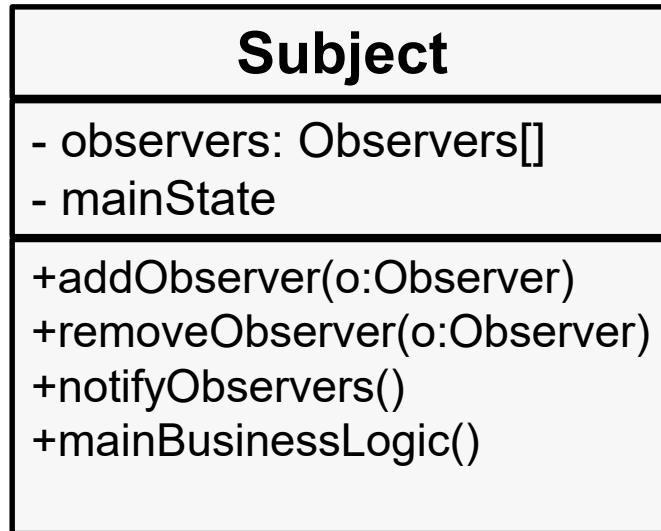 Subject
- observers: Observers[]
- mainState
+addObserver(o:Observer)
+removeObserver(o:Observer)
+notifyObservers()
+mainBusinessLogic()